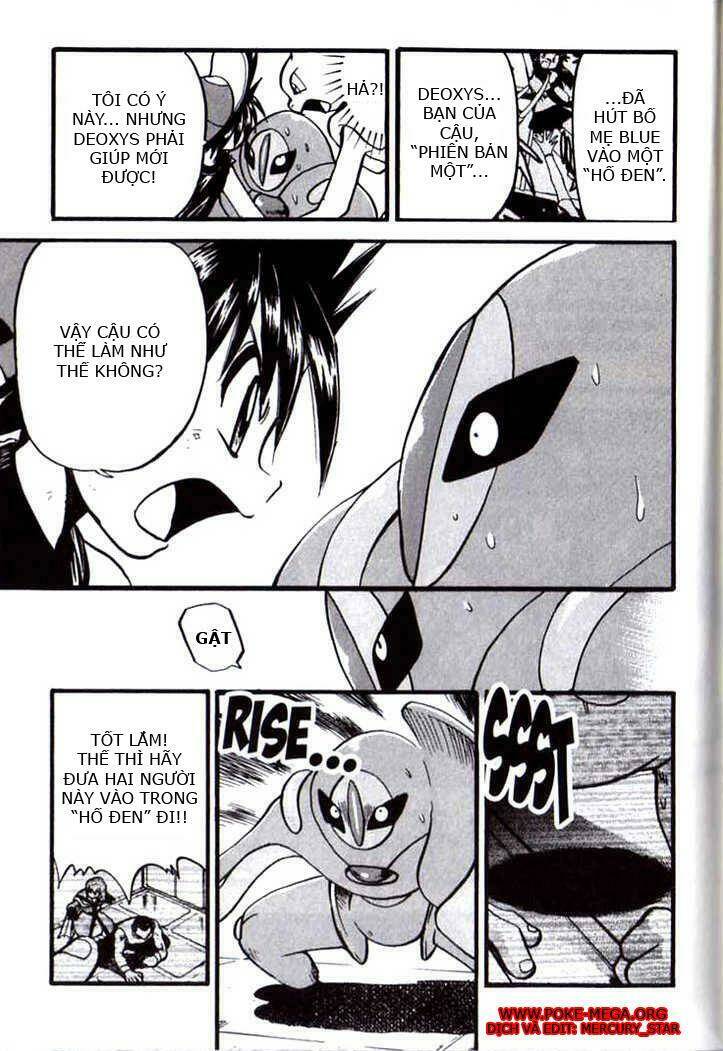 ...ĐÃ
HÚT BỐ
MẸ BLUE
VÀO MỘT
“HỐ ĐEN”.
DEOXYS...
BẠN CỦA
CẬU,
“PHIÊN BẢN
MỘT”...
HẢ?!
TÔI CÓ Ý
NÀY... NHƯNG
DEOXYS PHẢI
GIÚP MỚI
ĐƯỢC!
VẬY CẬU CÓ
THỂ LÀM NHƯ
THẾ KHÔNG?
GẬT
SSST
RISE...
TỐT LẮM!
THẾ THÌ HÃY
ĐƯA HAI NGƯỜI
NÀY VÀO TRONG
“HỐ ĐEN” ĐI!!
WWW.POKE-MEGA.ORG
DỊCH VÀ EDIT: MERCURY_STAR